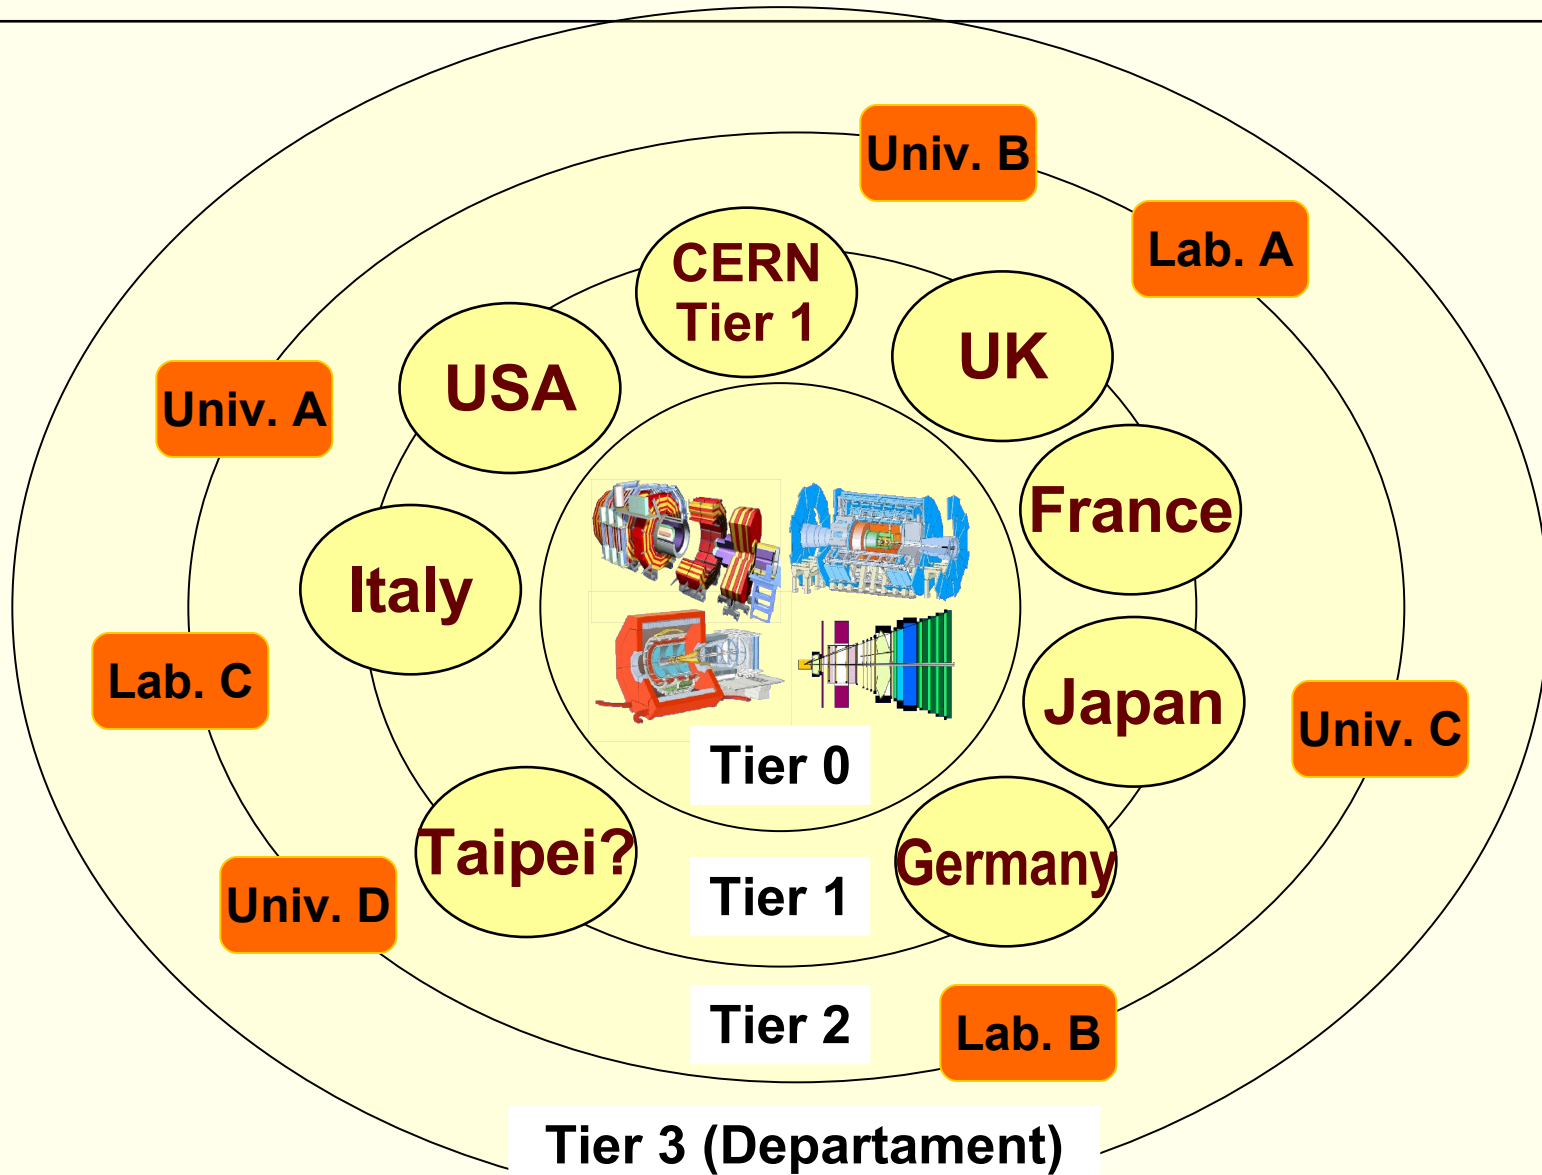 Univ. B
Lab. A
CERN
Tier 1
UK
USA
Univ. A
France
Italy
Lab. C
Japan
Univ. C
Tier 0
Taipei?
Germany
Tier 1
Univ. D
Tier 2
Lab. B
Tier 3 (Departament)